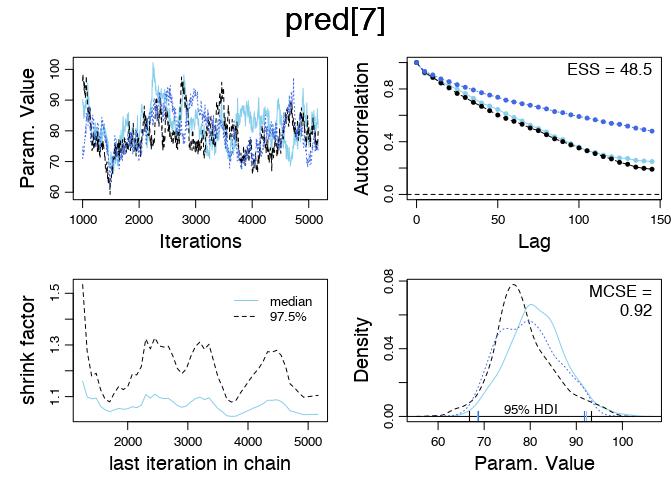 pred[7]
Param. Value
60 70 80 90 100
1000 2000 3000 4000 5000
Iterations
Autocorrelation
0.0 0.4 0.8
ESS = 48.5
0 50 100 150
Lag
shrink factor
1.1 1.3 1.5
median
97.5%
2000 3000 4000 5000
last iteration in chain
Density
0.00 0.04 0.08
MCSE =
0.92
95% HDI
60 70 80 90 100
Param. Value